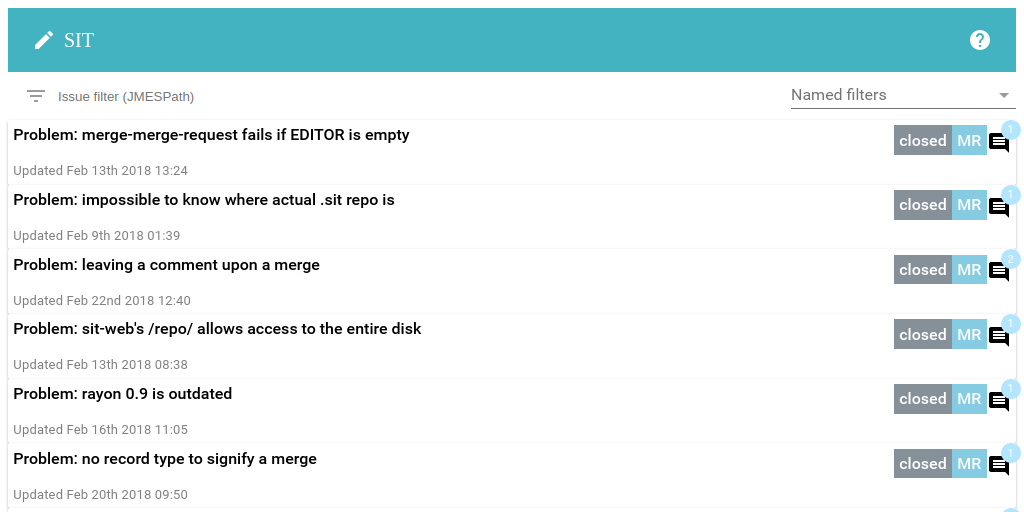 SIT
Issue filter (JMESPath)
Named filters
Problem: merge-merge-request fails if EDITOR is empty
closed MR 1
Updated Feb 13th 2018 13:24
Problem: impossible to know where actual .sit repo is
closed MR 1
Updated Feb 9th 2018 01:39
Problem: leaving a comment upon a merge
closed MR 2
Updated Feb 22nd 2018 12:40
Problem: sit-web's /repo/ allows access to the entire disk
closed MR 1
Updated Feb 13th 2018 08:38
Problem: rayon 0.9 is outdated
closed MR 1
Updated Feb 16th 2018 11:05
Problem: no record type to signify a merge
closed MR 1
Updated Feb 20th 2018 09:50